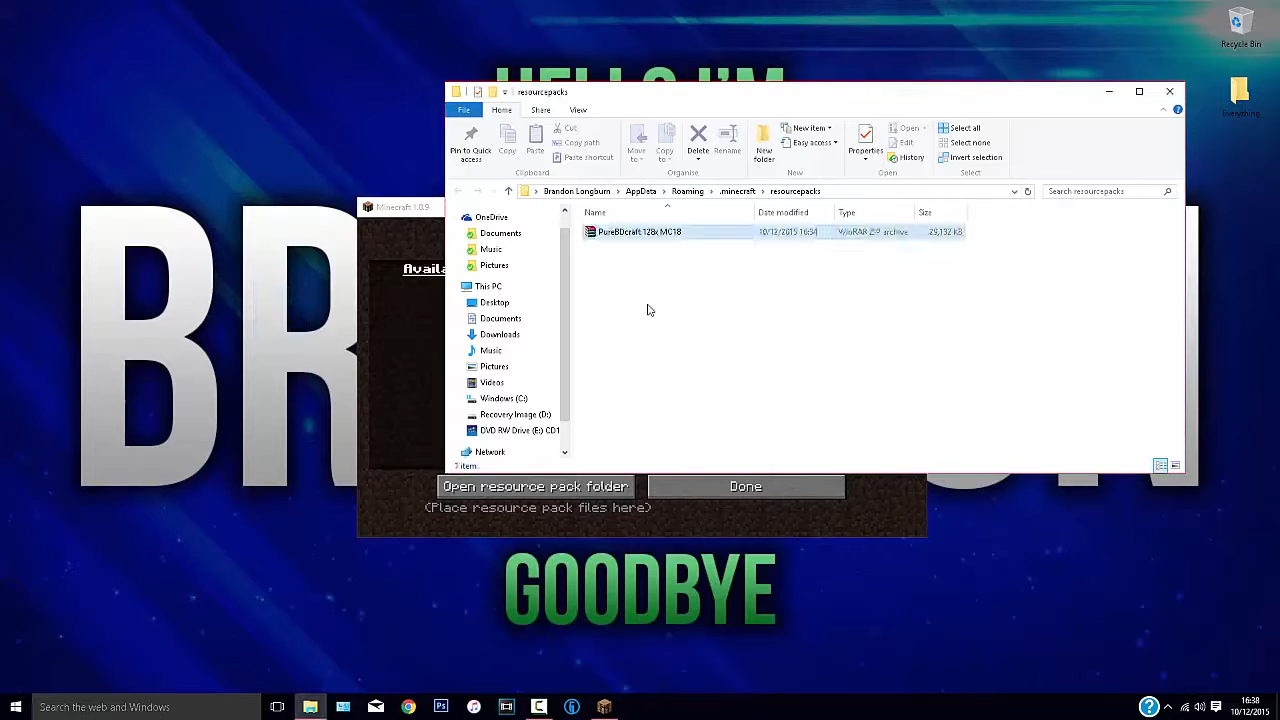 HELLO I'M
Recycle Bin
Everything
resourcepacks
File
Home
Share
View
Pin to Quick access
Copy
Paste
Cut
Copy path
Paste shortcut
Clipboard
Move to
Copy to
Delete
Rename
Organise
New folder
New item
Easy access
New
Properties
Open
Edit
History
Open
Select all
Select none
Invert selection
Select
Brandon Longburn > AppData > Roaming > .minecraft > resourcepacks
Search resourcepacks
Minecraft 1.0.9
Availa
Name
Date modified
Type
Size
PureBDcraft 128x MC18
10/12/2015 16:34
WinRAR ZIP archive
29,132 KB
OneDrive
Documents
Music
Pictures
This PC
Desktop
Documents
Downloads
Music
Pictures
Videos
Windows (C:)
Recovery Image (D:)
DVD RW Drive (E:) CD1
Network
1 item
BR
Open resource pack folder
Done
(Place resource pack files here)
GOODBYE
Search the web and Windows
16:38
10/12/2015